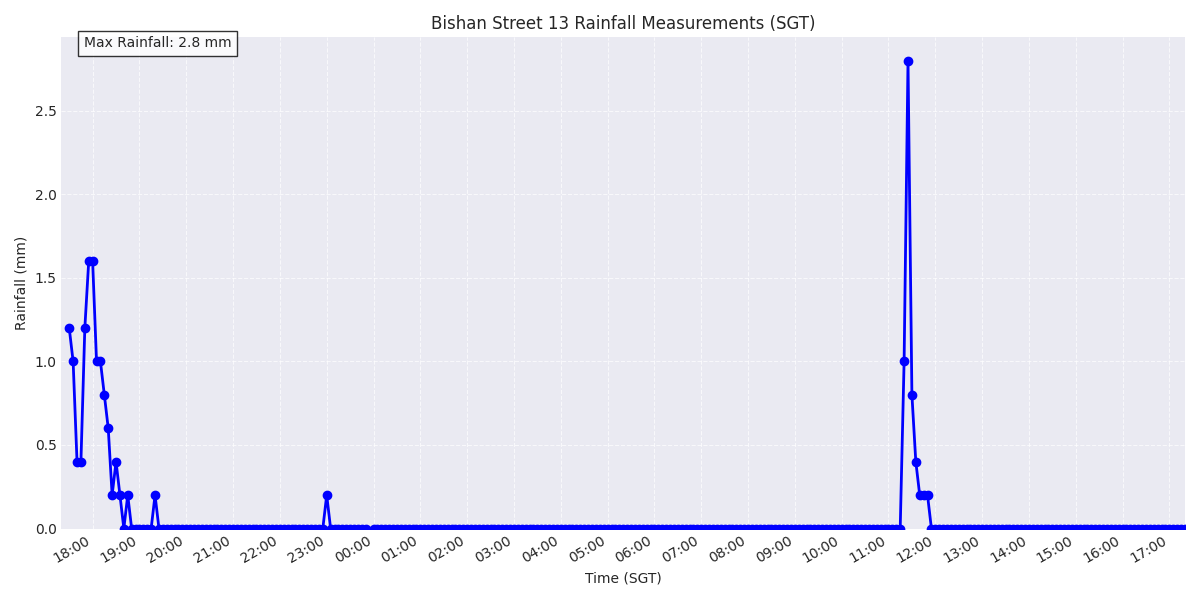 Bishan Street 13 Rainfall Measurements (SGT)
Max Rainfall: 2.8 mm
2.5
2.0
1.5
1.0
0.5
0.0
Rainfall (mm)
18:00 19:00 20:00 21:00 22:00 23:00 00:00 01:00 02:00 03:00 04:00 05:00 06:00 07:00 08:00 09:00 10:00 11:00 12:00 13:00 14:00 15:00 16:00 17:00
Time (SGT)